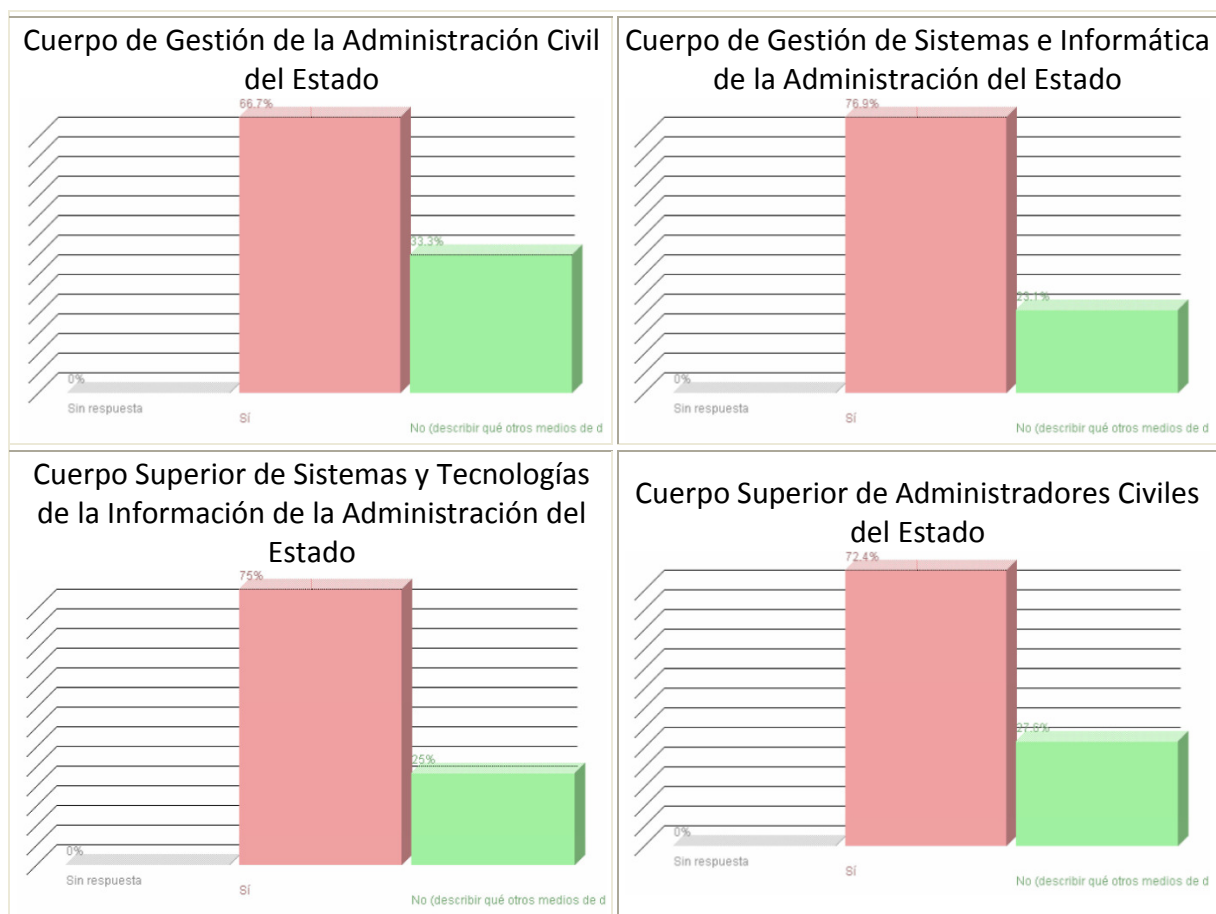 Cuerpo de Gestión de la Administración Civil
del Estado
66.7%
33.3%
0%
Sin respuesta
Sí
No (describir qué otros medios de d
Cuerpo de Gestión de Sistemas e Informática
de la Administración del Estado
76.9%
23.1%
0%
Sin respuesta
Sí
No (describir qué otros medios de d
Cuerpo Superior de Sistemas y Tecnologías
de la Información de la Administración del
Estado
75%
25%
0%
Sin respuesta
Sí
No (describir qué otros medios de d
Cuerpo Superior de Administradores Civiles
del Estado
72.4%
27.6%
0%
Sin respuesta
Sí
No (describir qué otros medios de d